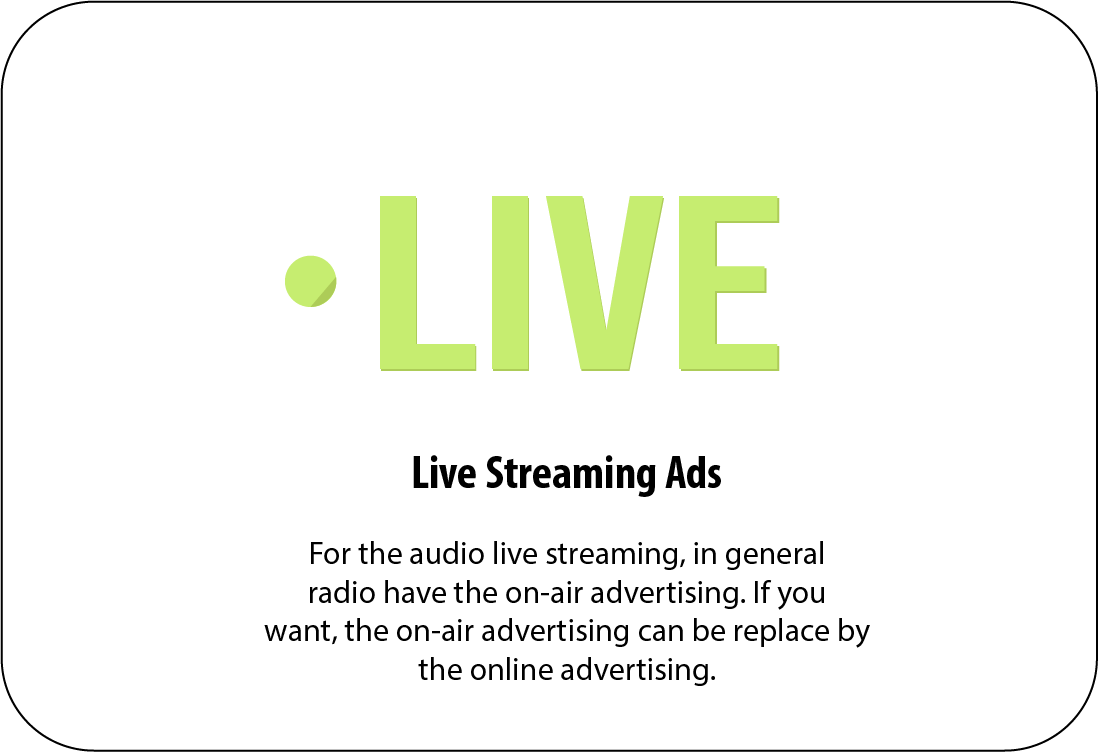 LIVE
Live Streaming Ads
For the audio live streaming, in general
radio have the on-air advertising. If you
want, the on-air advertising can be replace by
the online advertising.